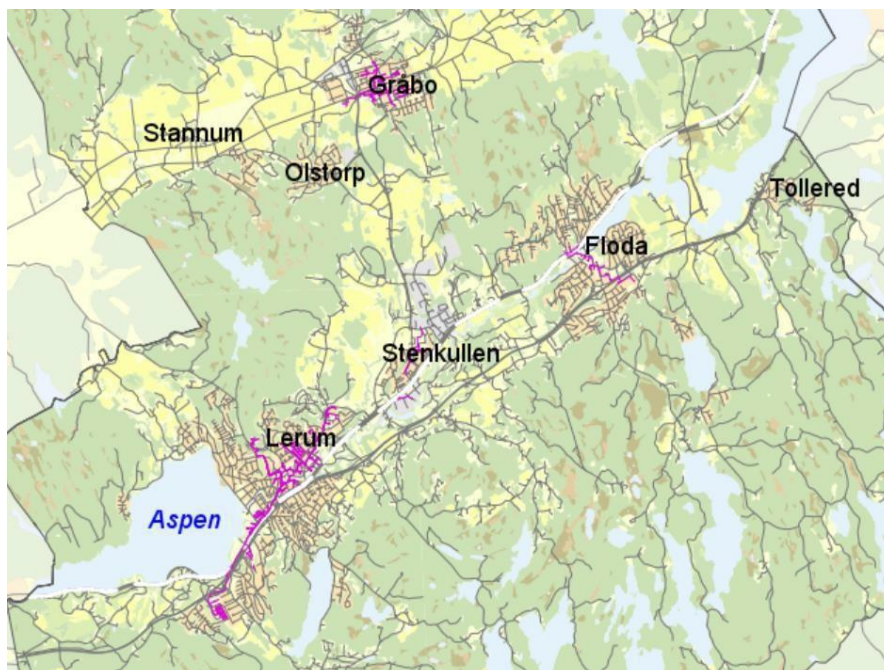 Gråbo
Stannum
Olstorp
Tollered
Floda
Stenkullen
Lerum
Aspen